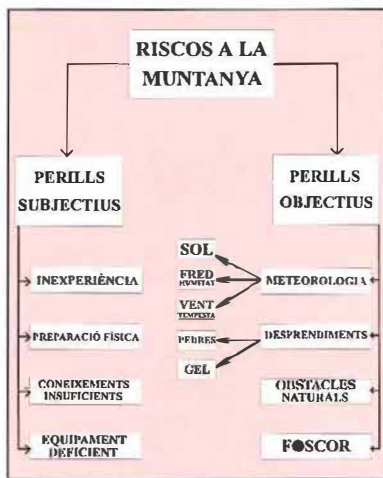 RISCOS A LA
MUNTANYA
PERILLS
SUBJECTIUS
INEXPERIÈNCIA
PREPARACIÓ FÍSICA
CONEIXEMENTS
INSUFICIENTS
EQUIPAMENT
DEFICIENT
PERILLS
OBJECTIUS
METEOROLOGIA
SOL
FRED
HUMITAT
VENT
TEMPESTA
DESPRENDIMENTS
PEDRES
GEL
OBSTACLES
NATURALS
FOSCOR